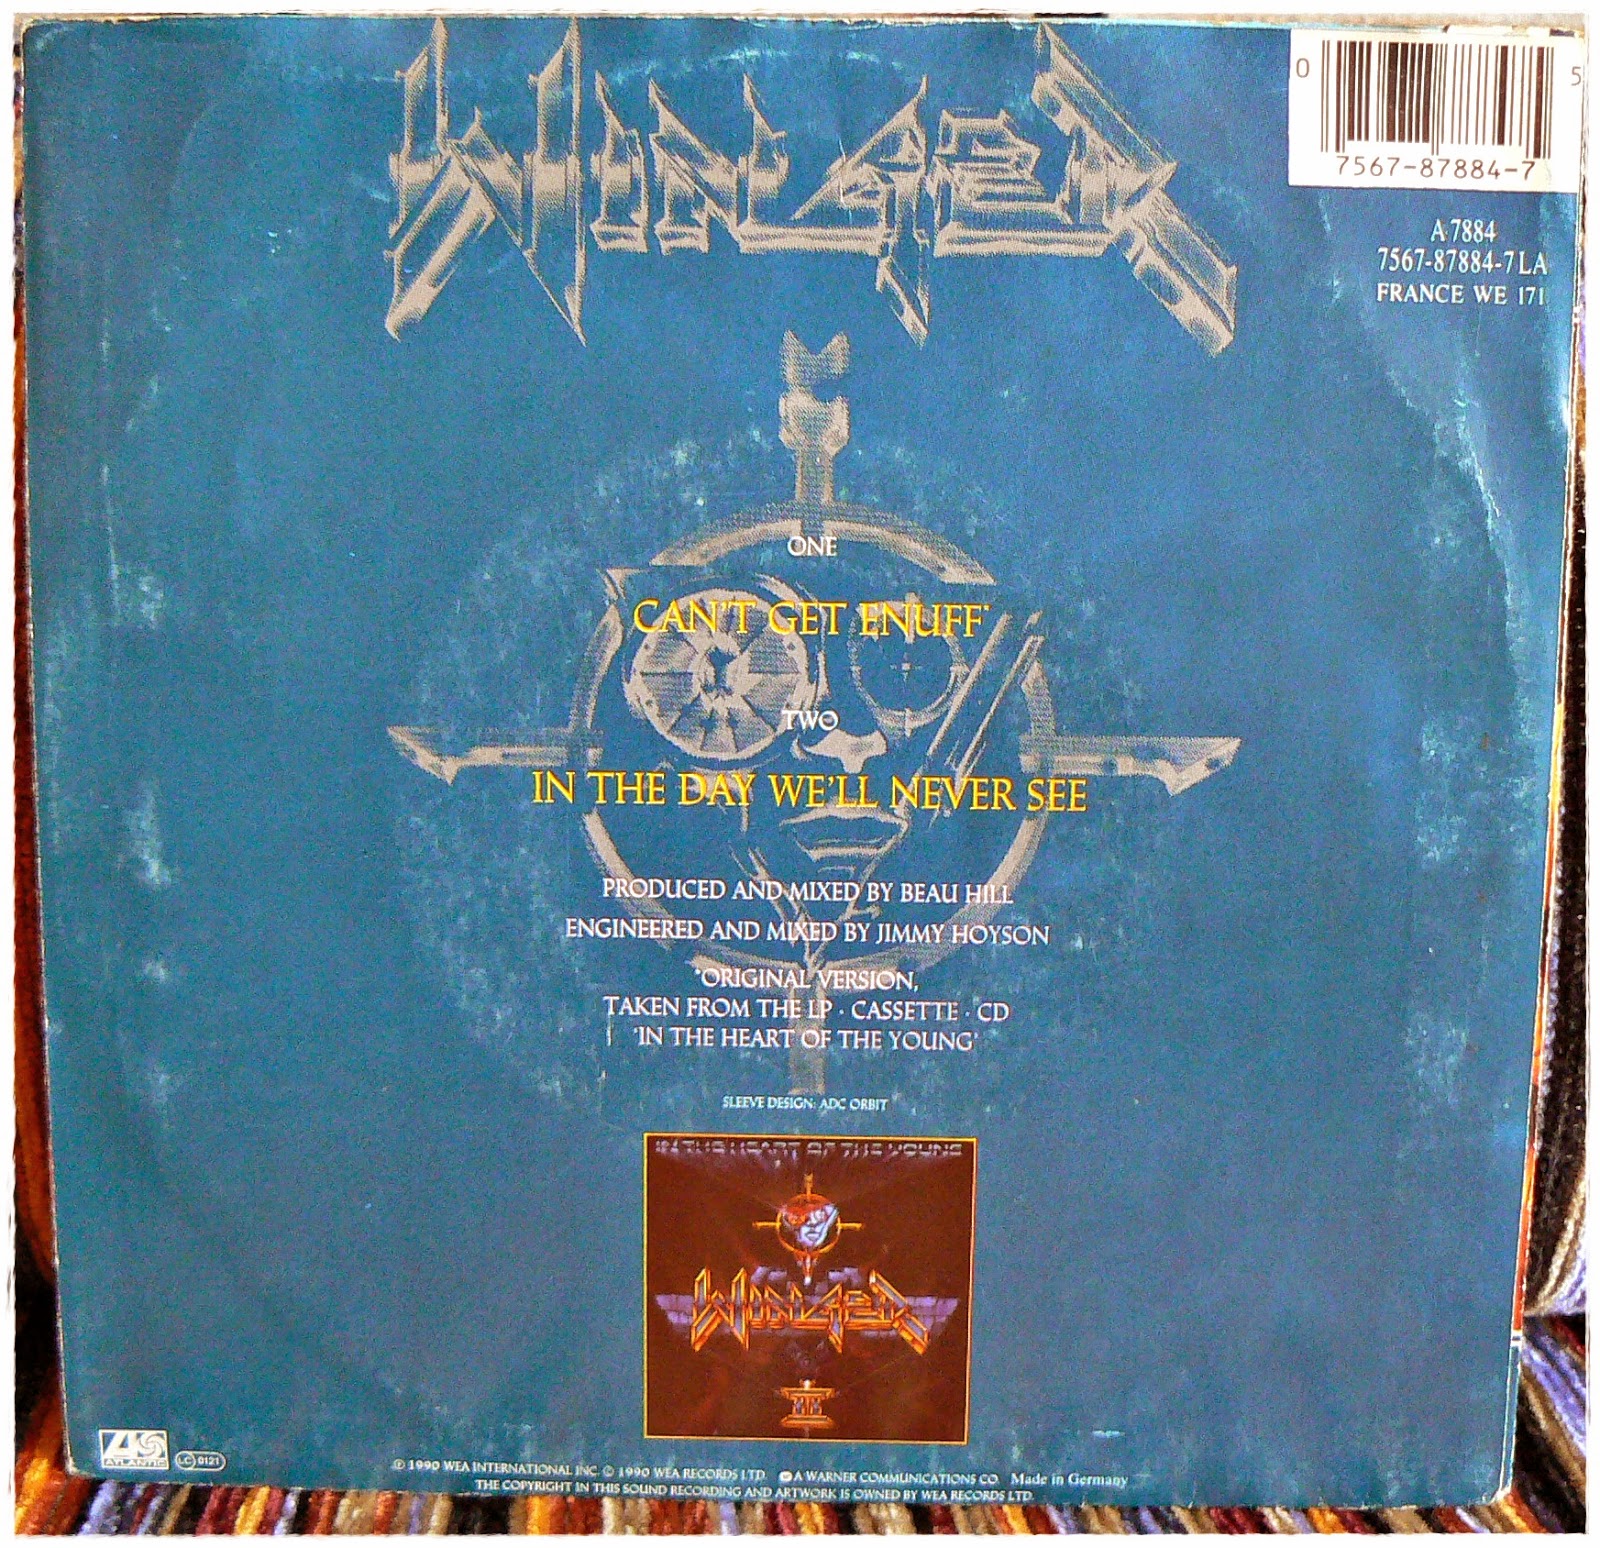 WINGER
0 5
7567-87884-7
A 7884
7567-87884-7 LA
FRANCE WE 171
ONE
CAN'T GET ENUFF*
TWO
IN THE DAY WE'LL NEVER SEE
PRODUCED AND MIXED BY BEAU HILL
ENGINEERED AND MIXED BY JIMMY HOYSON
*ORIGINAL VERSION,
TAKEN FROM THE LP · CASSETTE · CD
'IN THE HEART OF THE YOUNG'
SLEEVE DESIGN: ADC ORBIT
IN THE HEART OF THE YOUNG
WINGER
II
ATLANTIC
LC 0121
℗ 1990 WEA INTERNATIONAL INC. © 1990 WEA RECORDS LTD. A WARNER COMMUNICATIONS CO. Made in Germany
THE COPYRIGHT IN THIS SOUND RECORDING AND ARTWORK IS OWNED BY WEA RECORDS LTD.